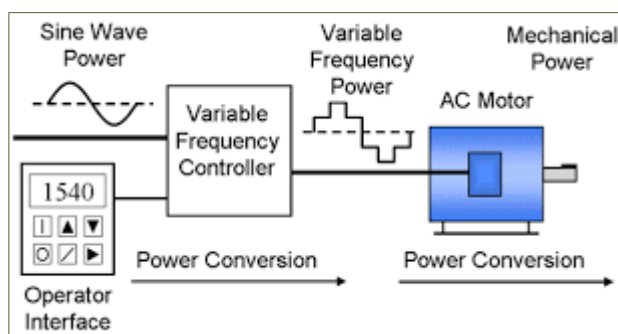 Sine Wave
Power
Variable
Frequency
Power
Mechanical
Power
AC Motor
Variable
Frequency
Controller
1540
Power Conversion
Power Conversion
Operator
Interface